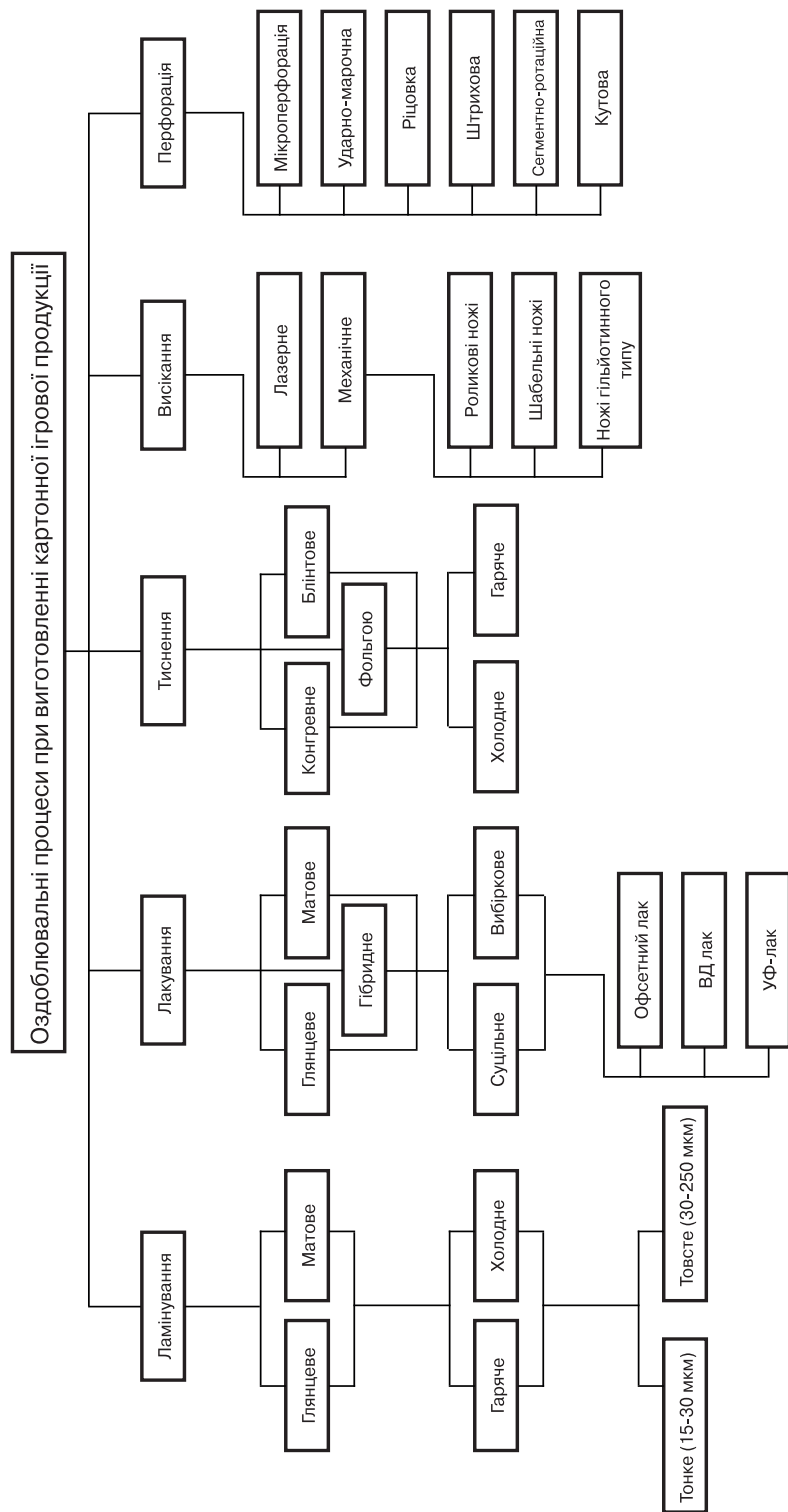 Оздоблювальні процеси при виготовленні картонної ігрової продукції
Ламінування
Глянцеве
Матове
Гаряче
Холодне
Тонке (15-30 мкм)
Товсте (30-250 мкм)
Лакування
Глянцеве
Матове
Гібридне
Суцільне
Вибіркове
Офсетний лак
ВД лак
УФ-лак
Тиснення
Конгревне
Блінтове
Фольгою
Холодне
Гаряче
Висікання
Лазерне
Механічне
Роликові ножі
Шабельні ножі
Ножі гільйотинного
типу
Перфорація
Мікроперфорація
Ударно-марочна
Ріцовка
Штрихова
Сегментно-ротаційна
Кутова